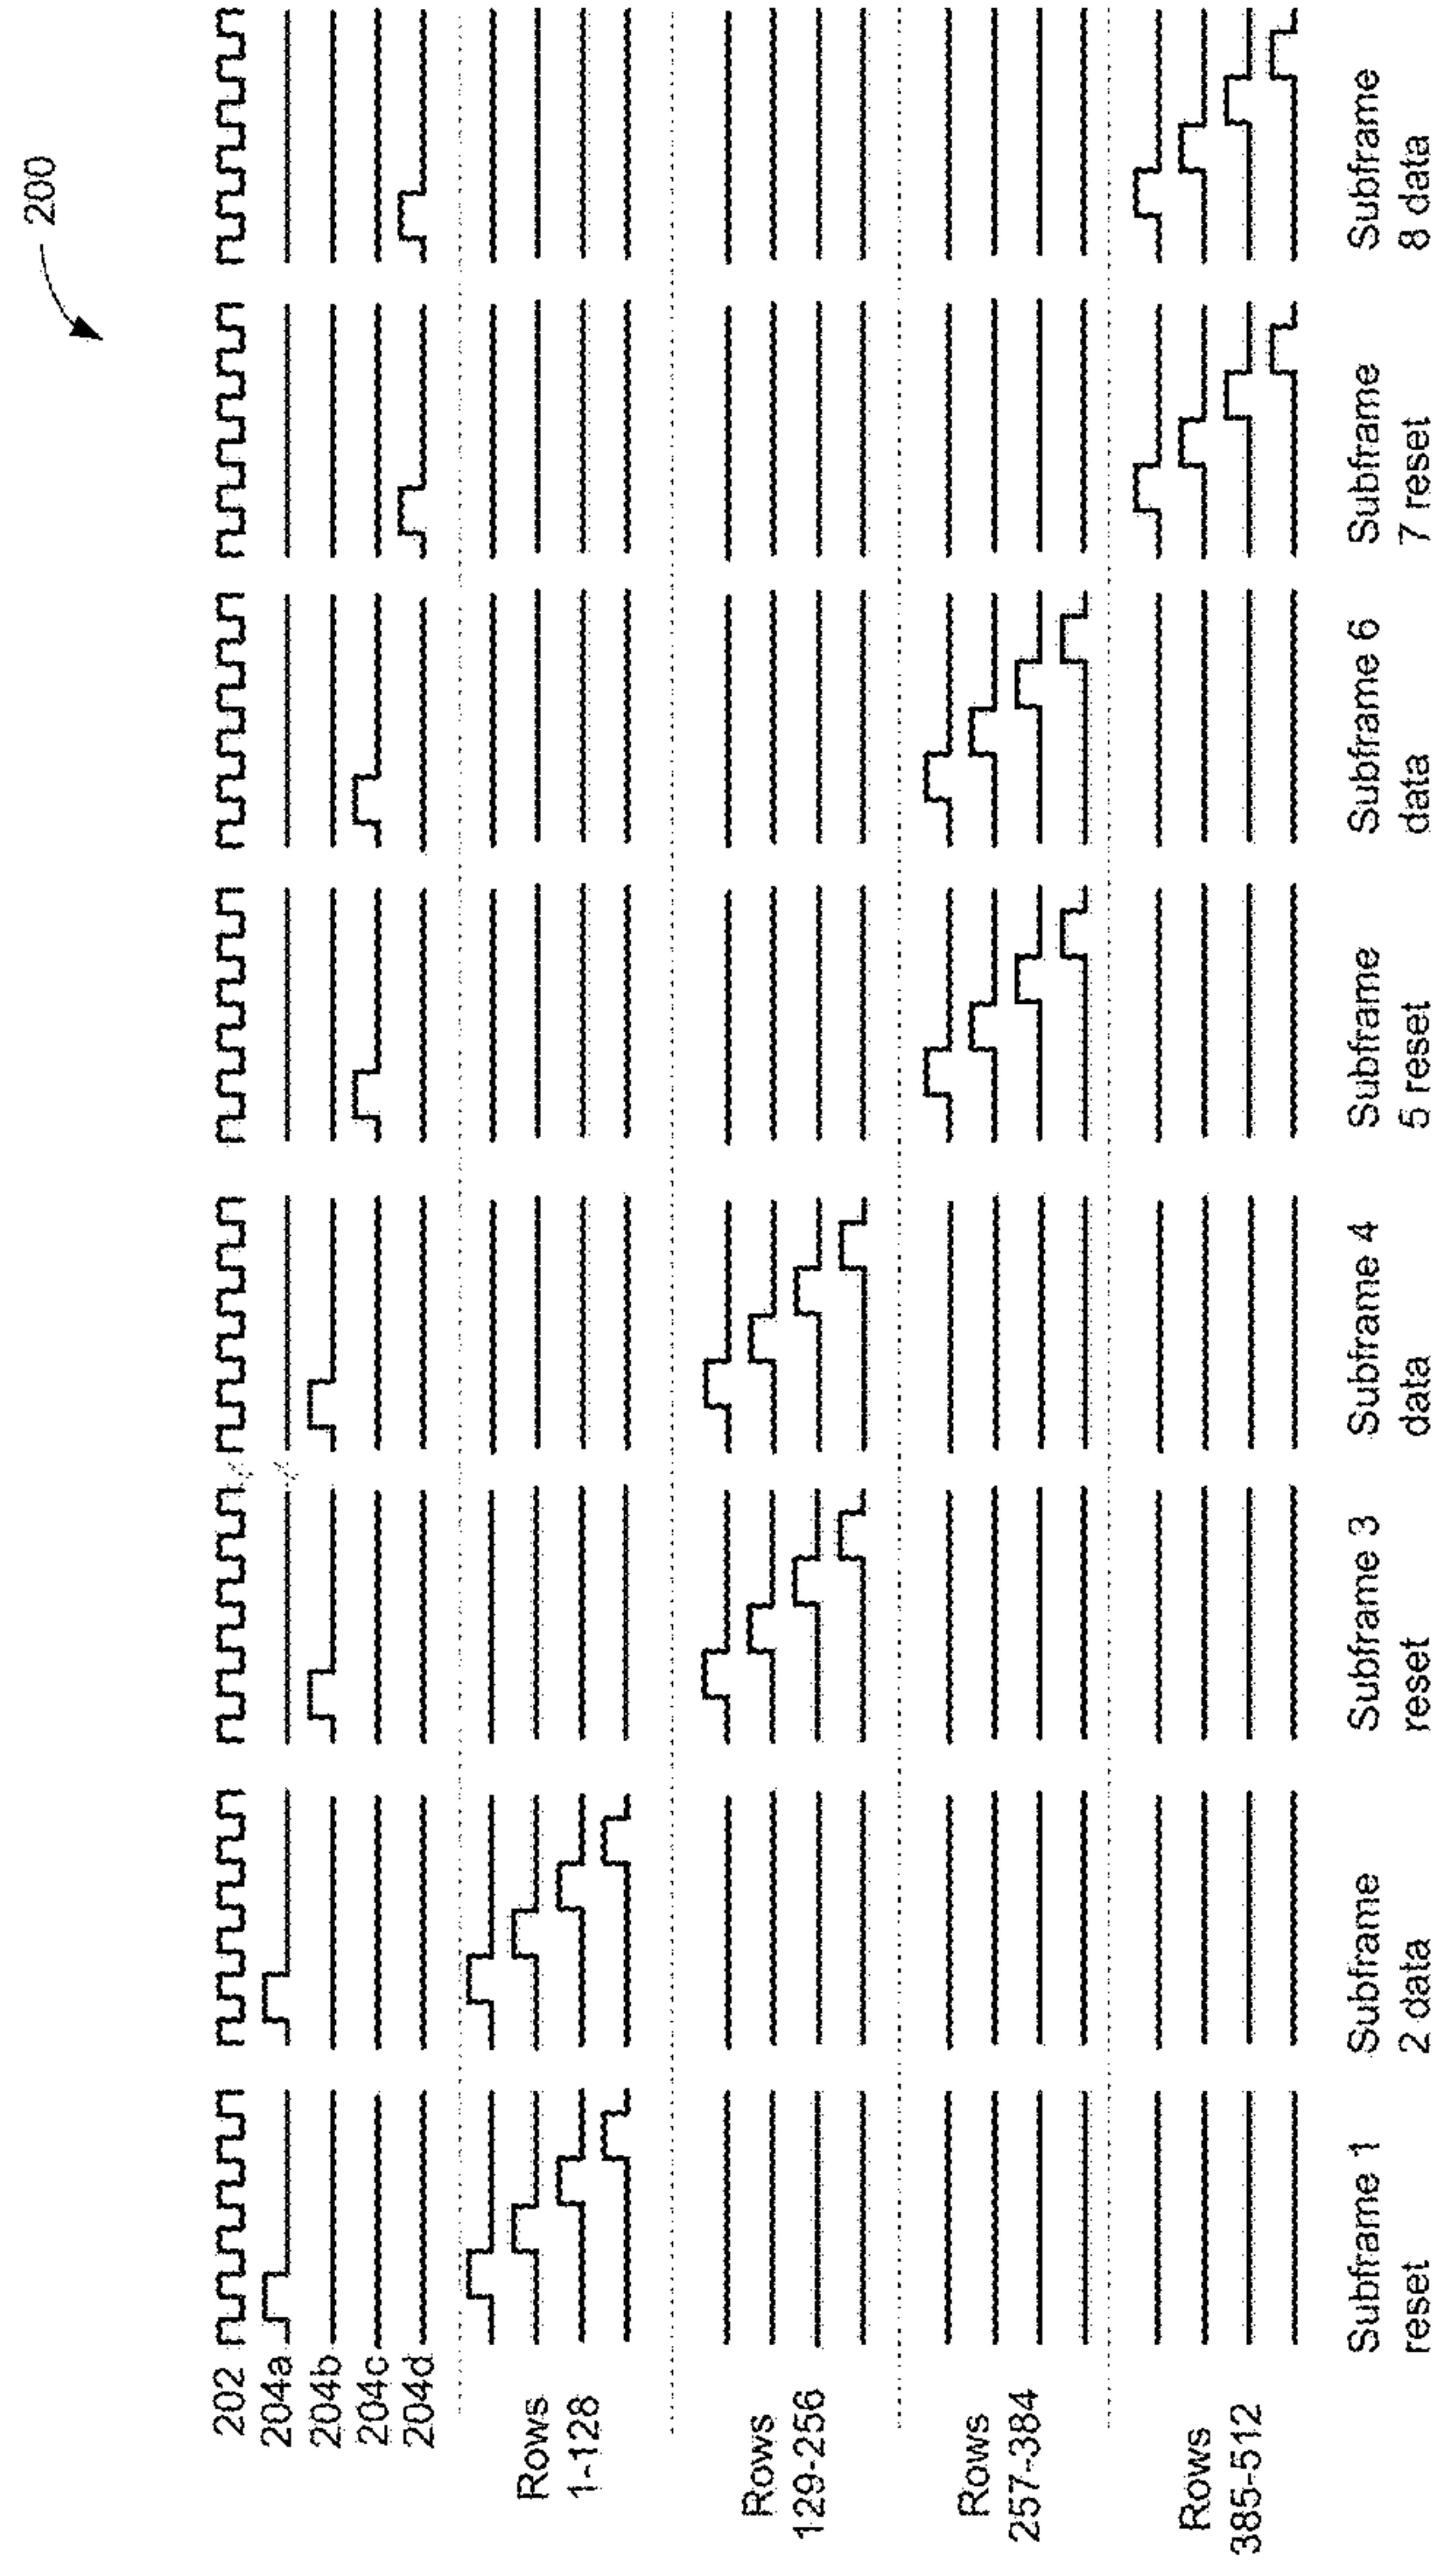 200
202
204a
204b
204c
204d
Rows
1-128
Rows
129-256
Rows
257-384
Rows
385-512
Subframe 1
reset
Subframe
2 data
Subframe 3
reset
Subframe 4
data
Subframe
5 reset
Subframe 6
data
Subframe
7 reset
Subframe
8 data